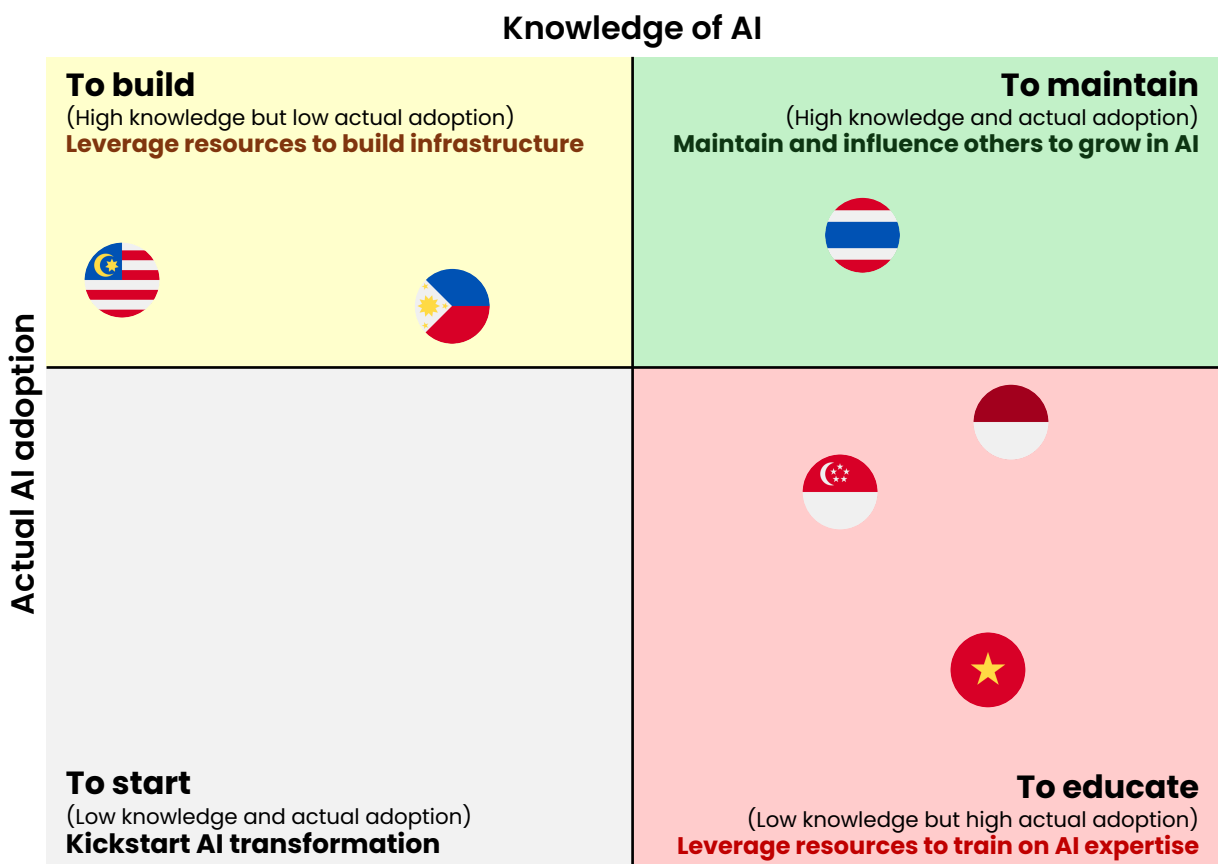 Knowledge of AI
To build
(High knowledge but low actual adoption)
Leverage resources to build infrastructure
To maintain
(High knowledge and actual adoption)
Maintain and influence others to grow in AI
Actual AI adoption
To start
(Low knowledge and actual adoption)
Kickstart AI transformation
To educate
(Low knowledge but high actual adoption)
Leverage resources to train on AI expertise